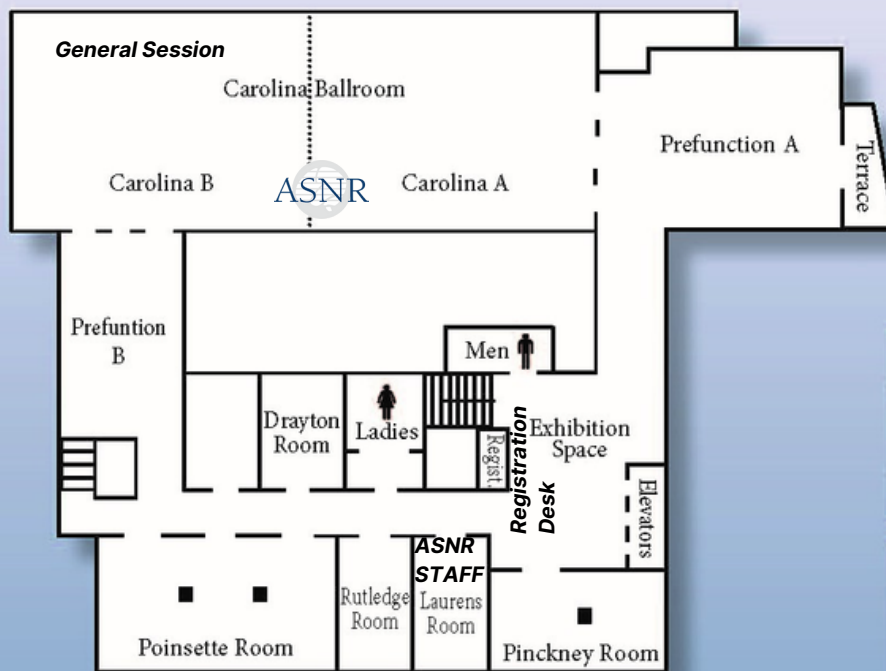 General Session
Carolina Ballroom
Prefunction A
Terrace
Carolina B
ASNR
Carolina A
Prefuntion
B
Men
Drayton
Room
Ladies
Regist.
Registration
Desk
Exhibition
Space
Elevators
ASNR
STAFF
Poinsette Room
Rutledge
Room
Laurens
Room
Pinckney Room